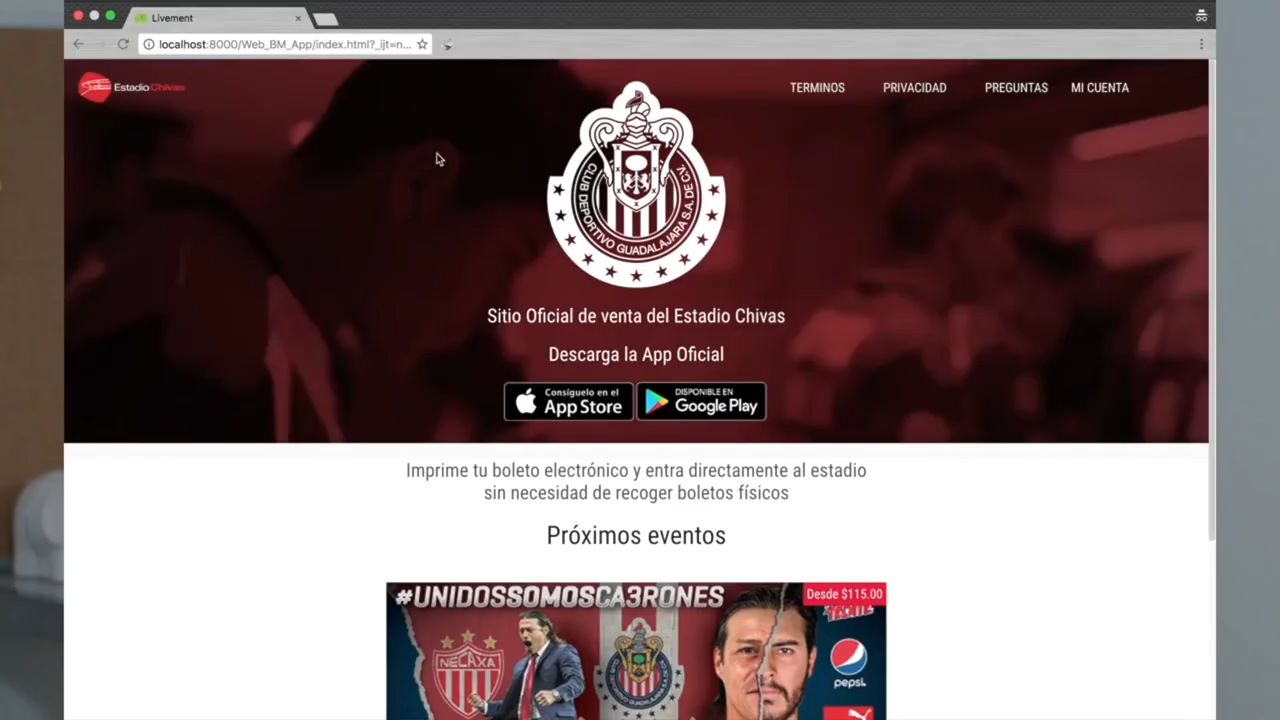 Livement
localhost:8000/Web_BM_App/index.html?_ijt=n...
Estadio Chivas
TERMINOS
PRIVACIDAD
PREGUNTAS
MI CUENTA
CLUB DEPORTIVO GUADALAJARA S.A. DE C.V.
Sitio Oficial de venta del Estadio Chivas
Descarga la App Oficial
Consíguelo en el
App Store
DISPONIBLE EN
Google Play
Imprime tu boleto electrónico y entra directamente al estadio
sin necesidad de recoger boletos físicos
Próximos eventos
#UNIDOSSOMOSCA3RONES
Desde $115.00
TECATE
NECAXA
pepsi.